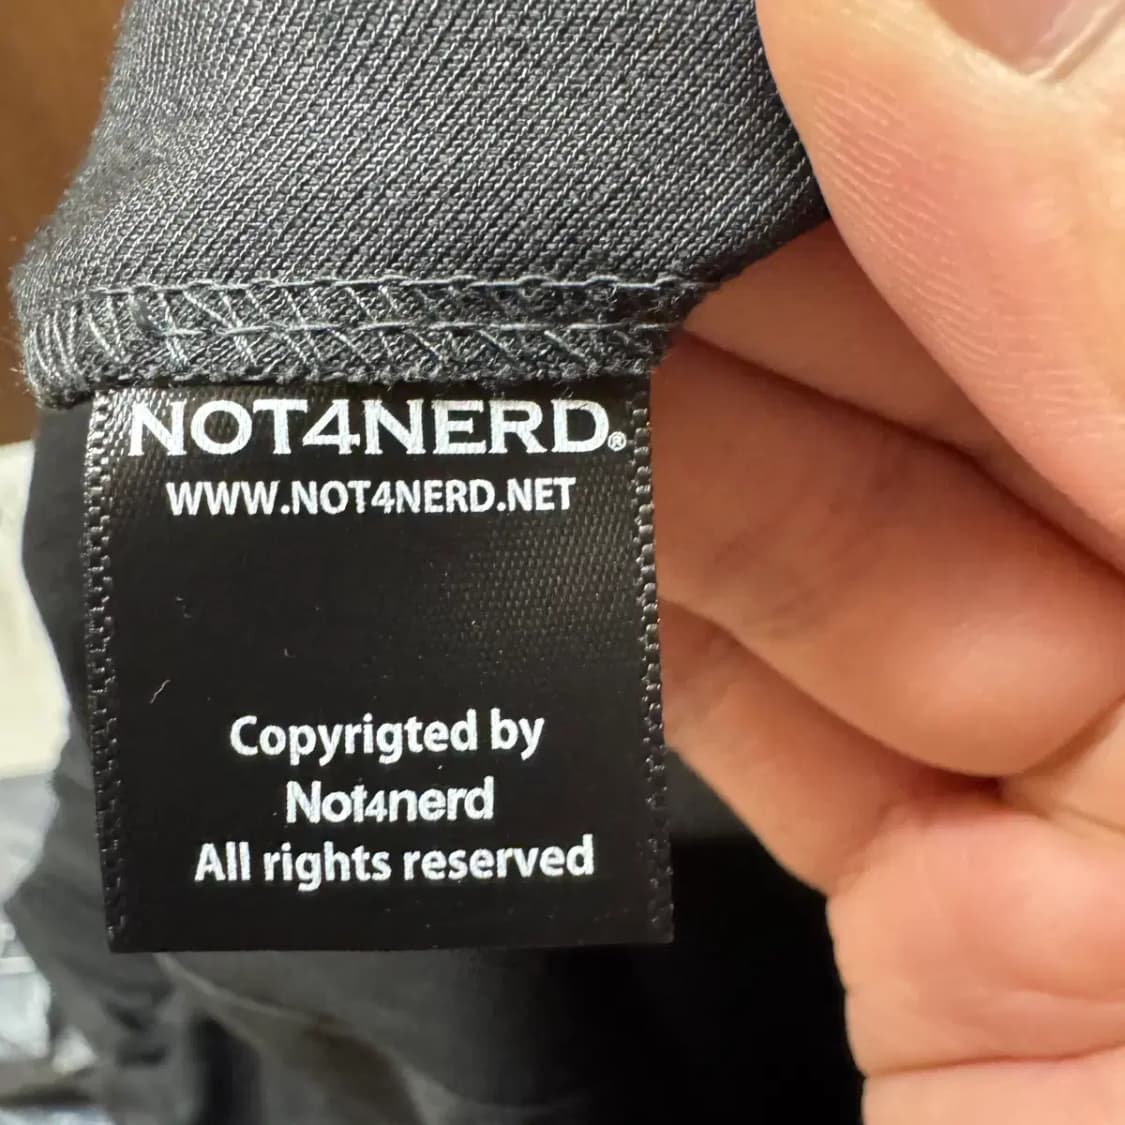 NOT4NERD®
WWW.NOT4NERD.NET
Copyrigted by
Not4nerd
All rights reserved